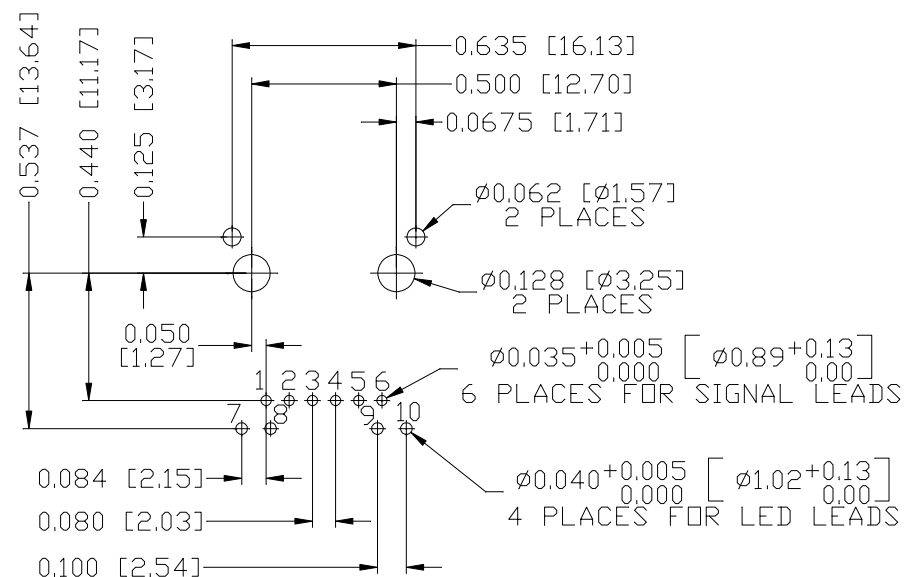 0.635 [16.13]
0.500 [12.70]
0.0675 [1.71]
0.537 [13.64]
0.440 [11.17]
0.125 [3.17]
Ø0.062 [Ø1.57]
2 PLACES
Ø0.128 [Ø3.25]
2 PLACES
0.050
[1.27]
Ø0.035 +0.005 0.000 [ Ø0.89 +0.13 0.00 ]
6 PLACES FOR SIGNAL LEADS
1 2 3 4 5 6
7 8 9 10
0.084 [2.15]
Ø0.040 +0.005 0.000 [ Ø1.02 +0.13 0.00 ]
4 PLACES FOR LED LEADS
0.080 [2.03]
0.100 [2.54]